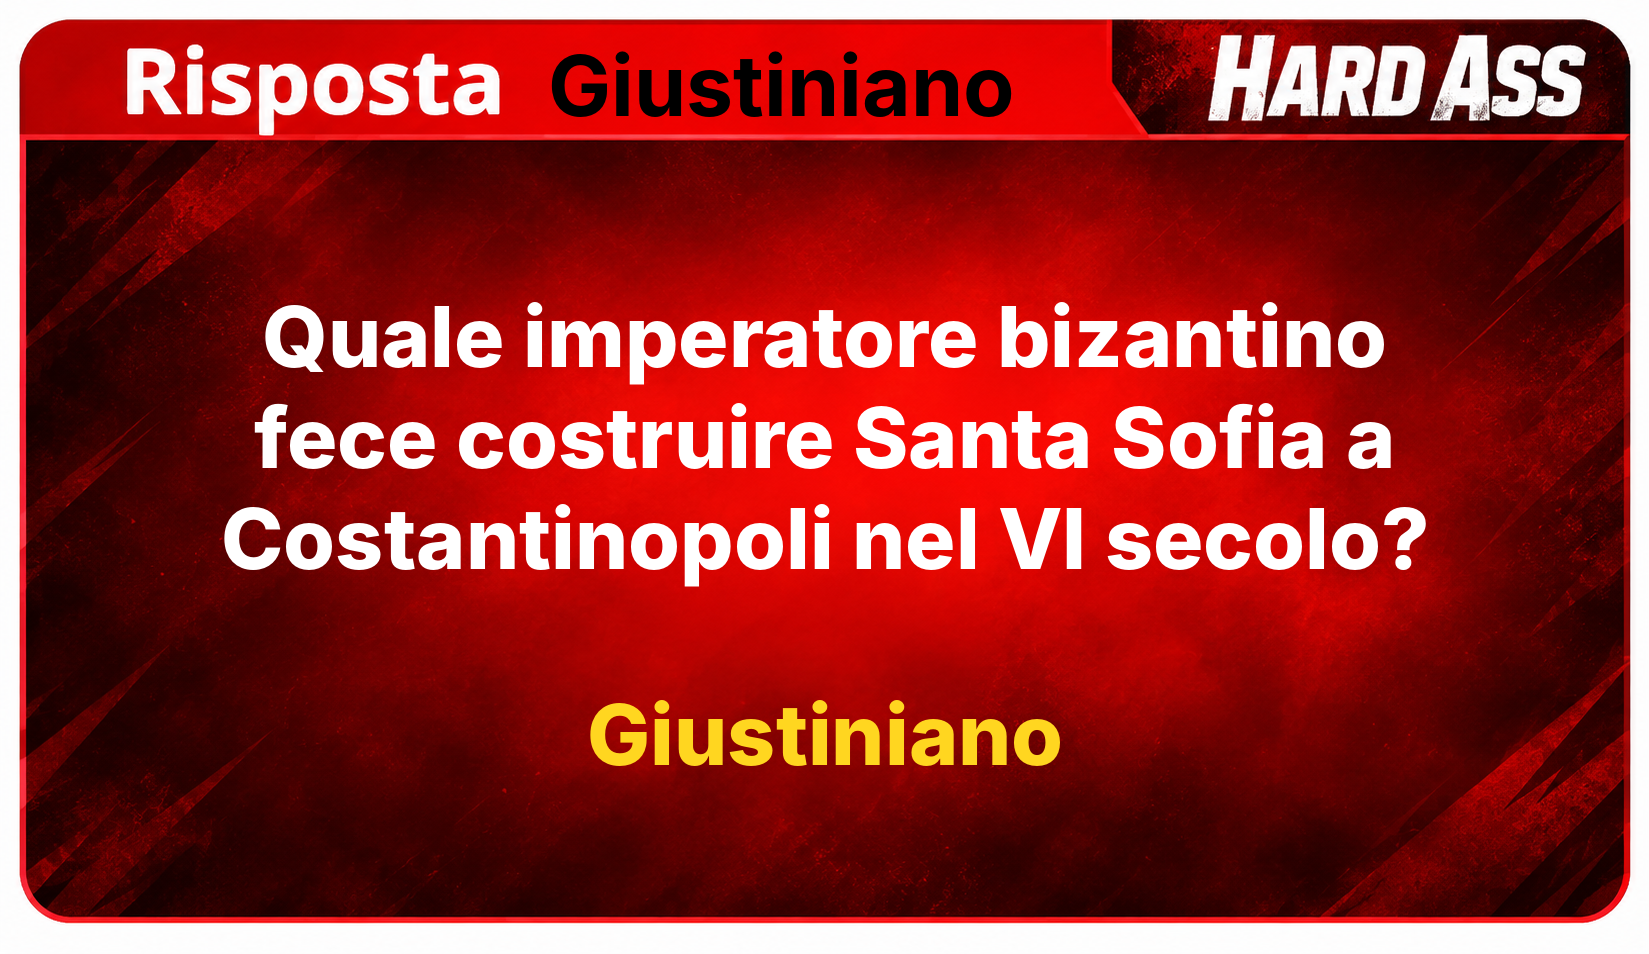 Risposta Giustiniano HARD ASS
Quale imperatore bizantino
fece costruire Santa Sofia a
Costantinopoli nel VI secolo?
Giustiniano